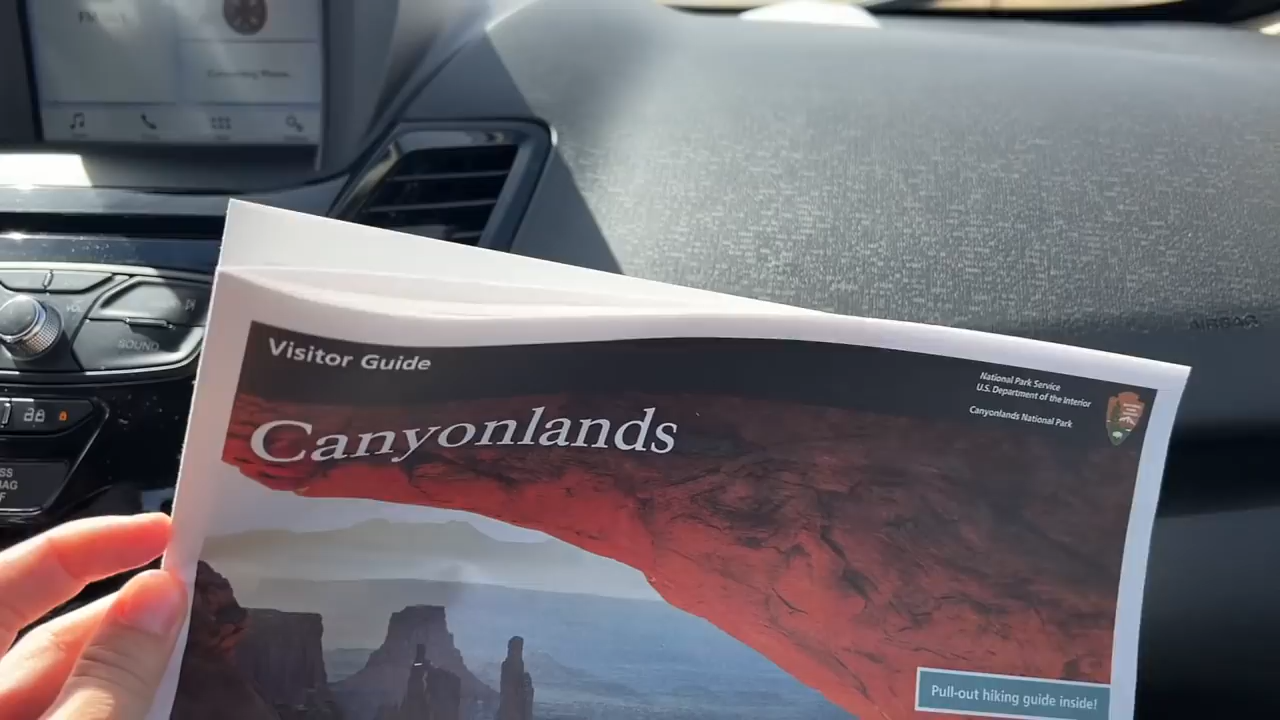 SOUND
Visitor Guide
Canyonlands
National Park Service
U.S. Department of the Interior
Canyonlands National Park
AIRBAG
Pull-out hiking guide inside!